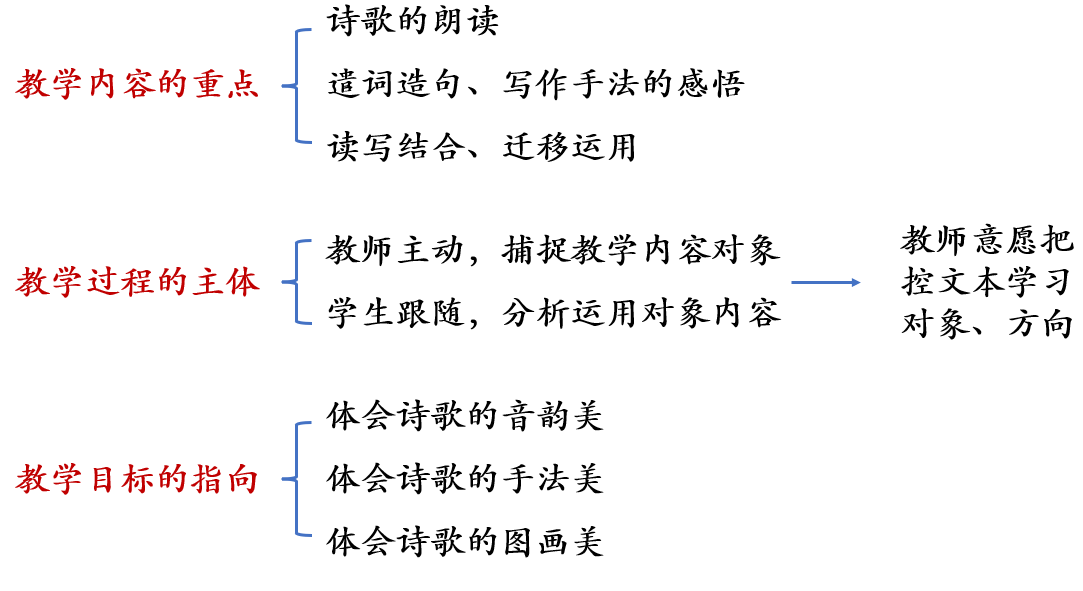 诗歌的朗读
教学内容的重点
遣词造句、写作手法的感悟
读写结合、迁移运用
教师主动，捕捉教学内容对象
教学过程的主体
学生跟随，分析运用对象内容
教师意愿把
控文本学习
对象、方向
体会诗歌的音韵美
教学目标的指向
体会诗歌的手法美
体会诗歌的图画美